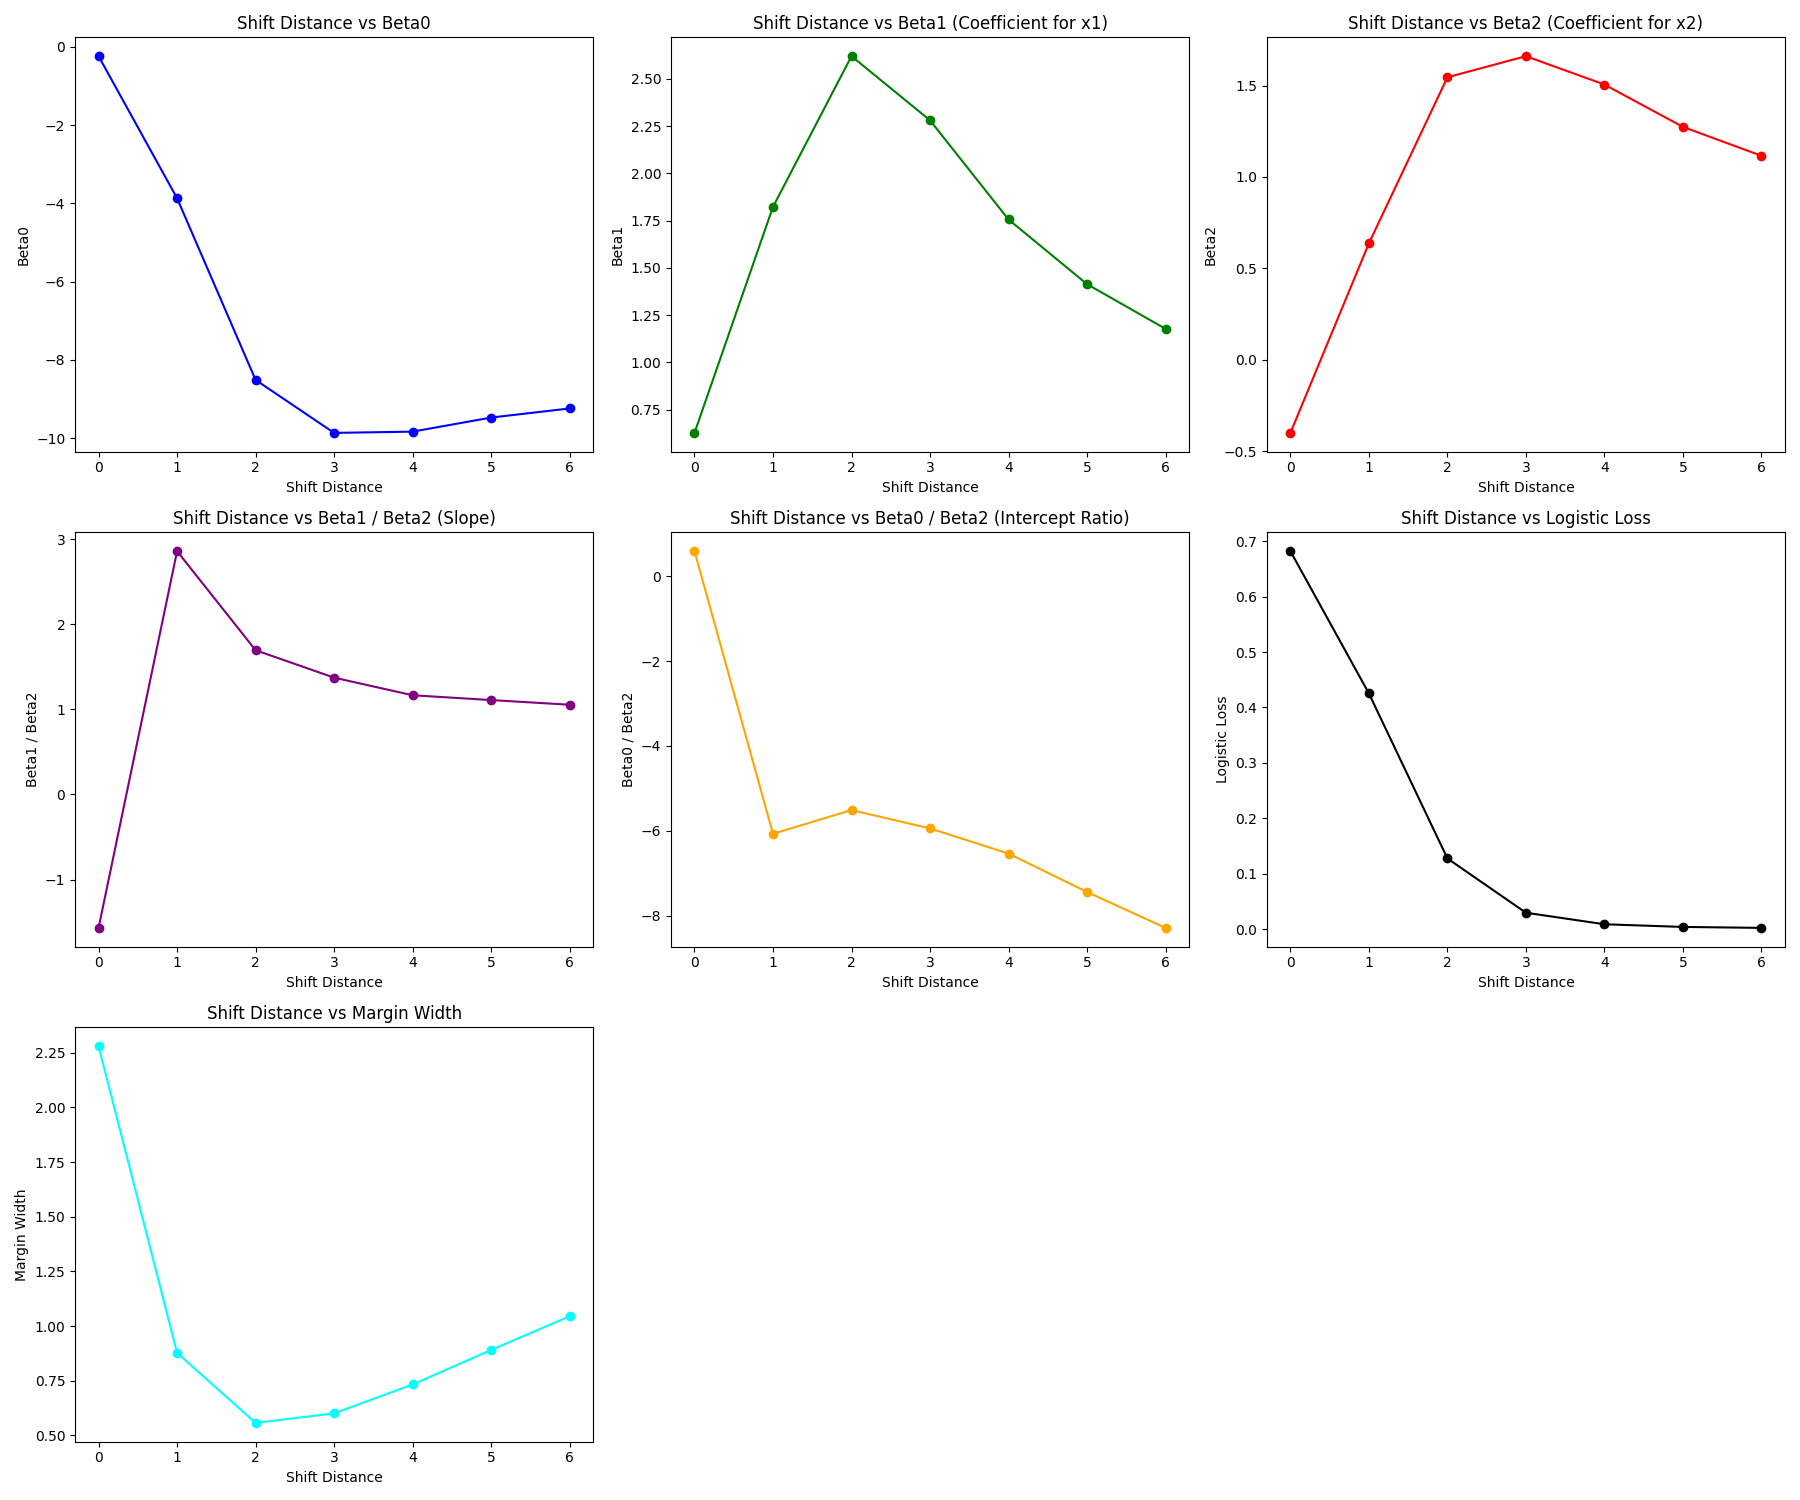 Shift Distance vs Beta0
Beta0
0
−2
−4
−6
−8
−10
0 1 2 3 4 5 6
Shift Distance
Shift Distance vs Beta1 (Coefficient for x1)
Beta1
2.50
2.25
2.00
1.75
1.50
1.25
1.00
0.75
0 1 2 3 4 5 6
Shift Distance
Shift Distance vs Beta2 (Coefficient for x2)
Beta2
1.5
1.0
0.5
0.0
−0.5
0 1 2 3 4 5 6
Shift Distance
Shift Distance vs Beta1 / Beta2 (Slope)
Beta1 / Beta2
3
2
1
0
−1
0 1 2 3 4 5 6
Shift Distance
Shift Distance vs Beta0 / Beta2 (Intercept Ratio)
Beta0 / Beta2
0
−2
−4
−6
−8
0 1 2 3 4 5 6
Shift Distance
Shift Distance vs Logistic Loss
Logistic Loss
0.7
0.6
0.5
0.4
0.3
0.2
0.1
0.0
0 1 2 3 4 5 6
Shift Distance
Shift Distance vs Margin Width
Margin Width
2.25
2.00
1.75
1.50
1.25
1.00
0.75
0.50
0 1 2 3 4 5 6
Shift Distance